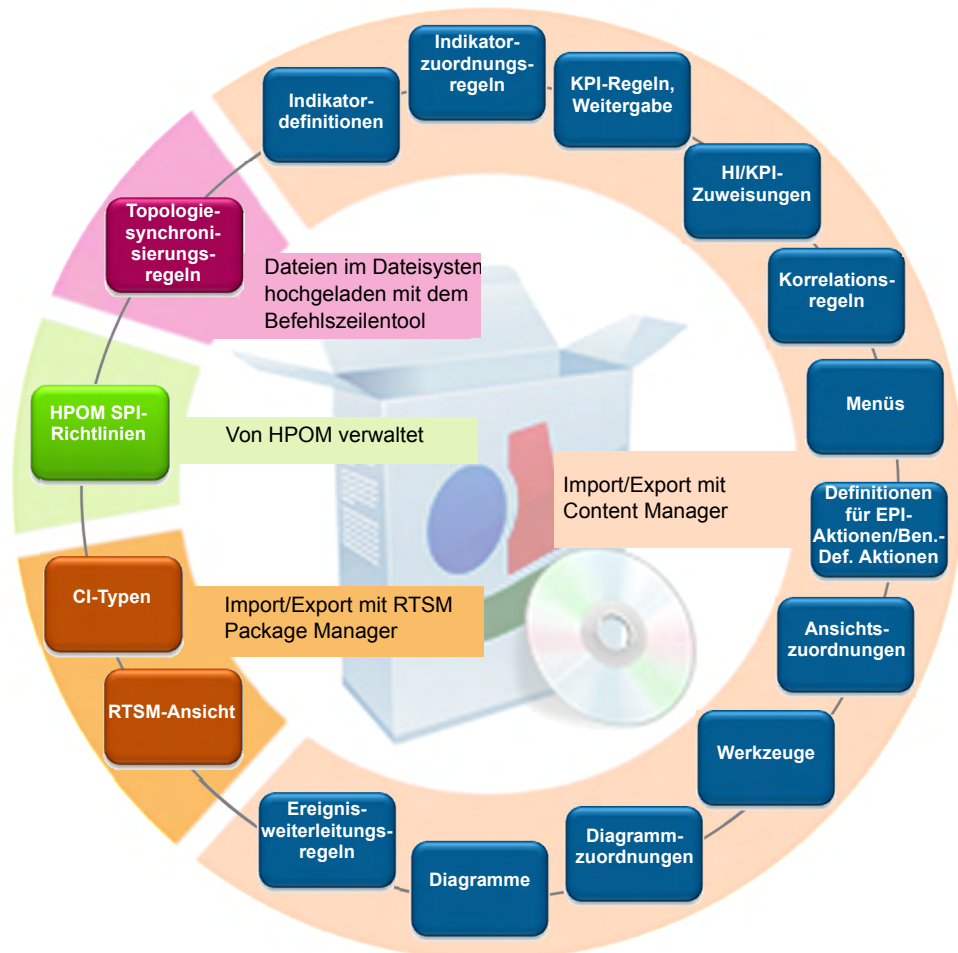 Indikator-
zuordnungs-
regeln
Indikator-
definitionen
KPI-Regeln,
Weitergabe
HI/KPI-
Zuweisungen
Topologie-
synchroni-
sierungs-
regeln
Dateien im Dateisystem
hochgeladen mit dem
Befehlszeilentool
Korrelations-
regeln
Menüs
HPOM SPI-
Richtlinien
Von HPOM verwaltet
Import/Export mit
Content Manager
Definitionen
für EPI-
Aktionen/Ben.-
Def. Aktionen
CI-Typen
Import/Export mit RTSM
Package Manager
Ansichts-
zuordnungen
RTSM-Ansicht
Werkzeuge
Ereignis-
weiterleitungs-
regeln
Diagramm-
zuordnungen
Diagramme